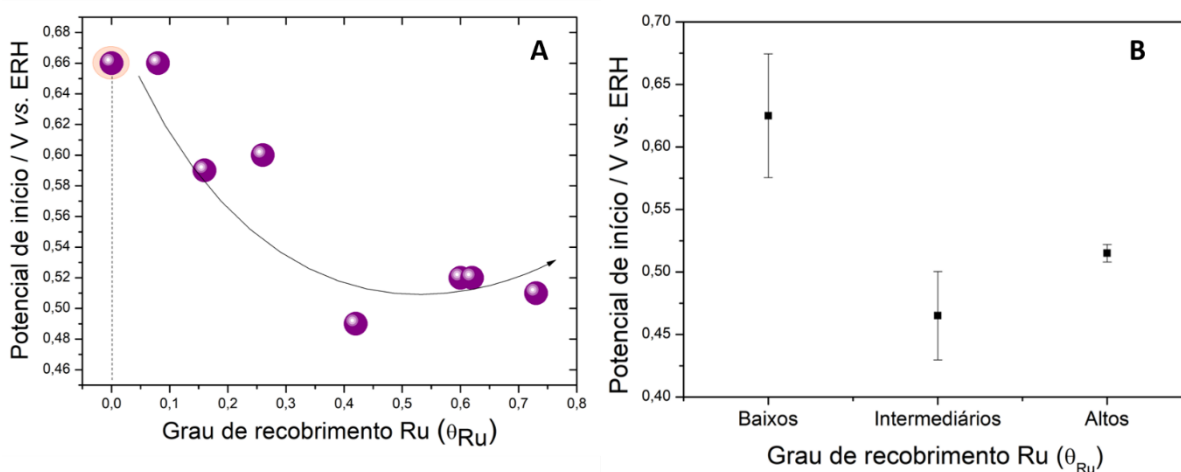 A
Potencial de início / V vs. ERH
0,68
0,66
0,64
0,62
0,60
0,58
0,56
0,54
0,52
0,50
0,48
0,46
0,0 0,1 0,2 0,3 0,4 0,5 0,6 0,7 0,8
Grau de recobrimento Ru (θRu)
B
Potencial de início / V vs. ERH
0,70
0,65
0,60
0,55
0,50
0,45
0,40
Baixos Intermediários Altos
Grau de recobrimento Ru (θRu)